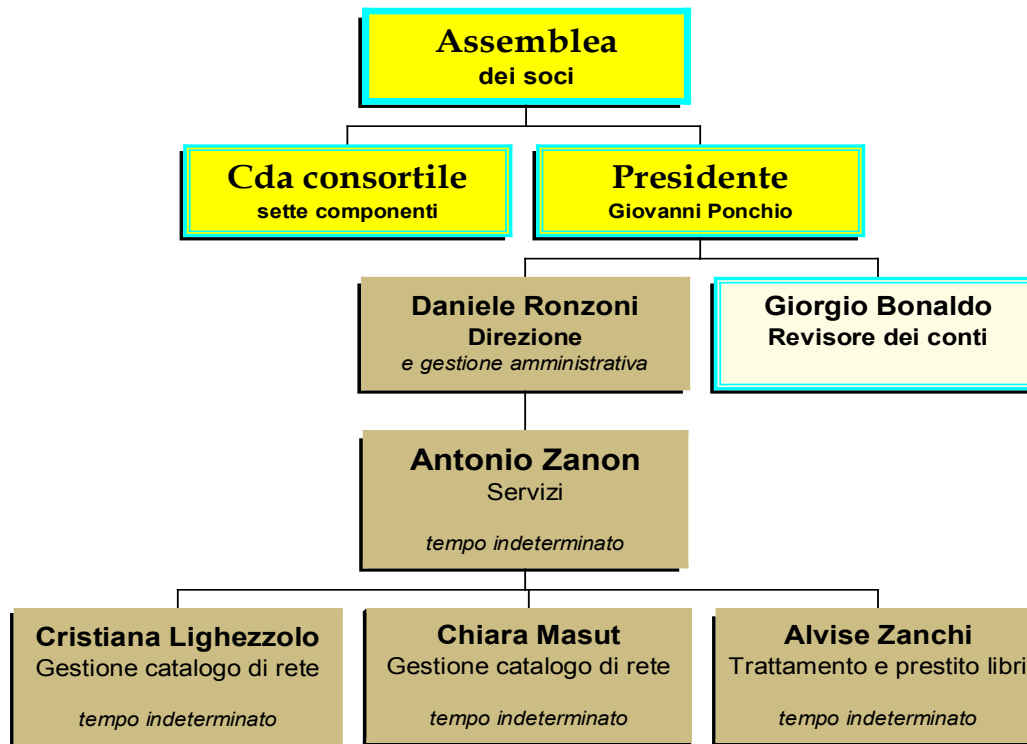 Assemblea
dei soci
Cda consortile
sette componenti
Presidente
Giovanni Ponchio
Daniele Ronzoni
Direzione
e gestione amministrativa
Giorgio Bonaldo
Revisore dei conti
Antonio Zanon
Servizi
tempo indeterminato
Cristiana Lighezzolo
Gestione catalogo di rete
tempo indeterminato
Chiara Masut
Gestione catalogo di rete
tempo indeterminato
Alvise Zanchi
Trattamento e prestito libri
tempo indeterminato